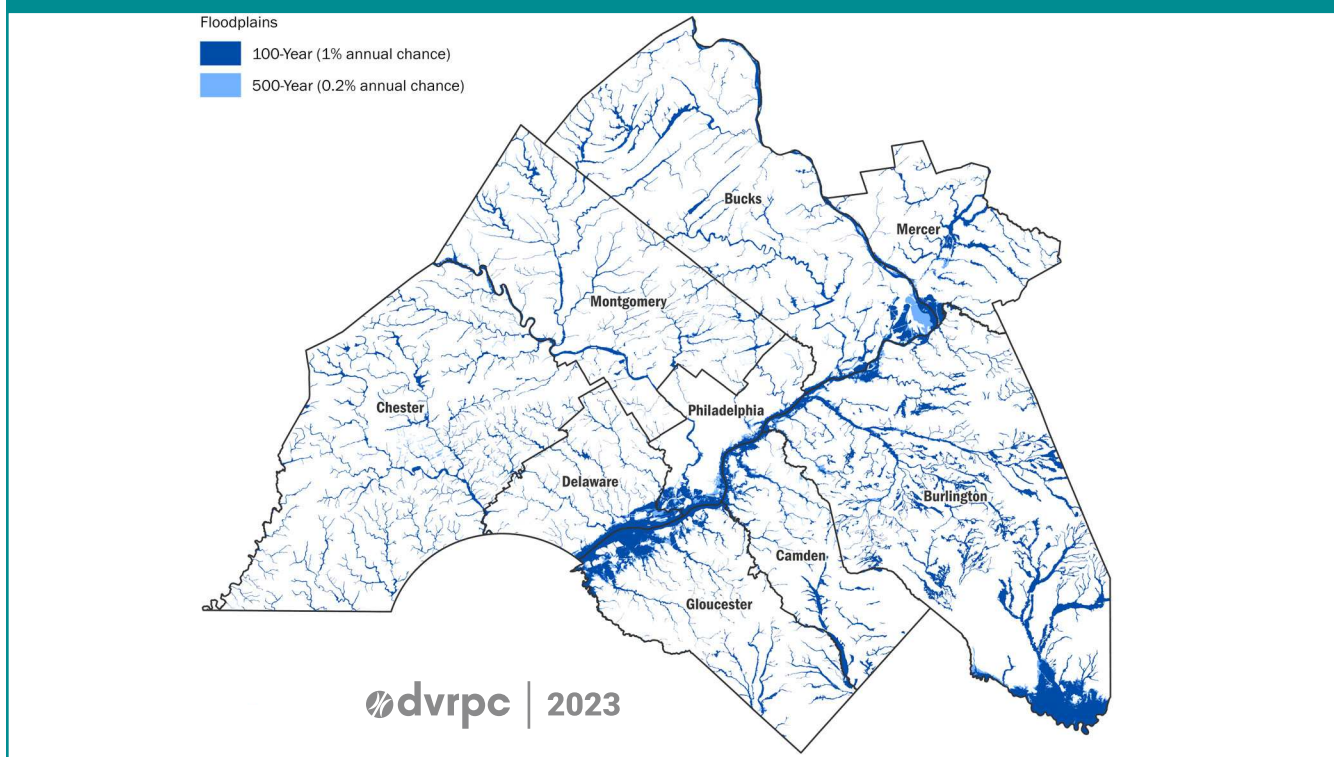 Floodplains
100-Year (1% annual chance)
500-Year (0.2% annual chance)
Bucks
Mercer
Montgomery
Chester
Philadelphia
Delaware
Burlington
Camden
Gloucester
dvrpc | 2023